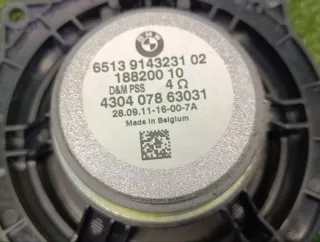 BMW
6513 9143231 02
188200 10
D&M PSS 4 Ω
4304 078 63031
28.09.11-16-00-7A
Made in Belgium